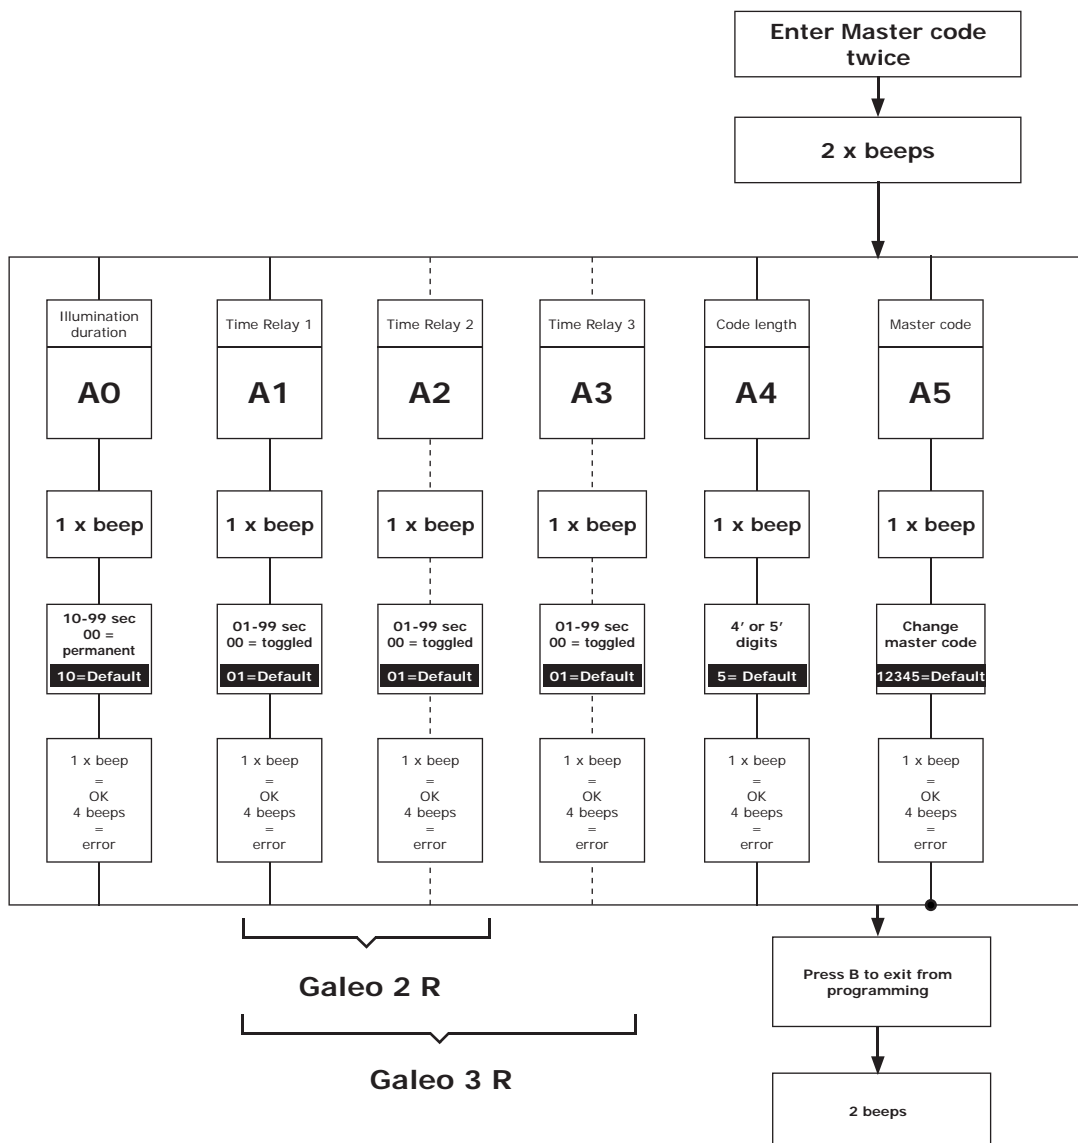 Enter Master code
twice
2 x beeps
Illumination
duration
A0
1 x beep
10-99 sec
00 =
permanent
10=Default
1 x beep
=
OK
4 beeps
=
error
Time Relay 1
A1
1 x beep
01-99 sec
00 = toggled
01=Default
1 x beep
=
OK
4 beeps
=
error
Time Relay 2
A2
1 x beep
01-99 sec
00 = toggled
01=Default
1 x beep
=
OK
4 beeps
=
error
Time Relay 3
A3
1 x beep
01-99 sec
00 = toggled
01=Default
1 x beep
=
OK
4 beeps
=
error
Code length
A4
1 x beep
4’ or 5’
digits
5= Default
1 x beep
=
OK
4 beeps
=
error
Master code
A5
1 x beep
Change
master code
12345=Default
1 x beep
=
OK
4 beeps
=
error
Galeo 2 R
Galeo 3 R
Press B to exit from
programming
2 beeps